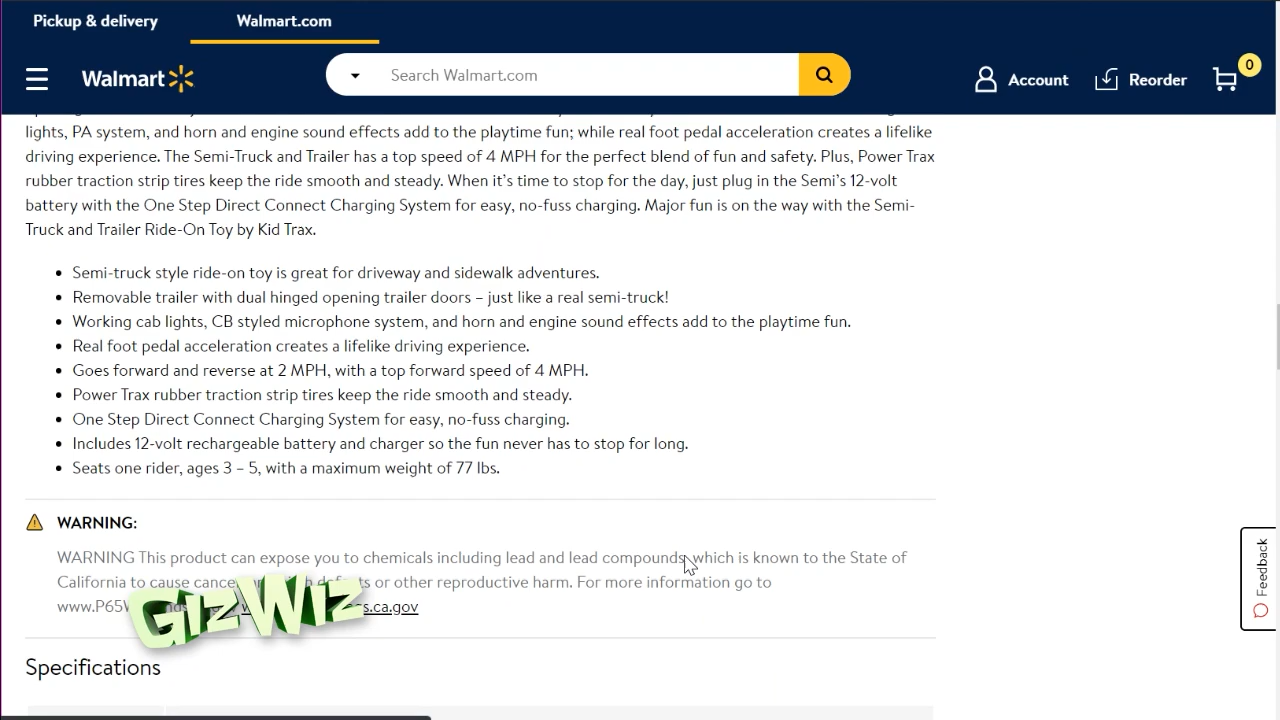 Pickup & delivery
Walmart.com
Walmart
Search Walmart.com
Account
Reorder
0
lights, PA system, and horn and engine sound effects add to the playtime fun; while real foot pedal acceleration creates a lifelike
driving experience. The Semi-Truck and Trailer has a top speed of 4 MPH for the perfect blend of fun and safety. Plus, Power Trax
rubber traction strip tires keep the ride smooth and steady. When it’s time to stop for the day, just plug in the Semi’s 12-volt
battery with the One Step Direct Connect Charging System for easy, no-fuss charging. Major fun is on the way with the Semi-
Truck and Trailer Ride-On Toy by Kid Trax.
• Semi-truck style ride-on toy is great for driveway and sidewalk adventures.
• Removable trailer with dual hinged opening trailer doors – just like a real semi-truck!
• Working cab lights, CB styled microphone system, and horn and engine sound effects add to the playtime fun.
• Real foot pedal acceleration creates a lifelike driving experience.
• Goes forward and reverse at 2 MPH, with a top forward speed of 4 MPH.
• Power Trax rubber traction strip tires keep the ride smooth and steady.
• One Step Direct Connect Charging System for easy, no-fuss charging.
• Includes 12-volt rechargeable battery and charger so the fun never has to stop for long.
• Seats one rider, ages 3 – 5, with a maximum weight of 77 lbs.
WARNING:
WARNING This product can expose you to chemicals including lead and lead compounds, which is known to the State of
California to cause or other reproductive harm. For more information go to
GizWiz
Specifications
Feedback